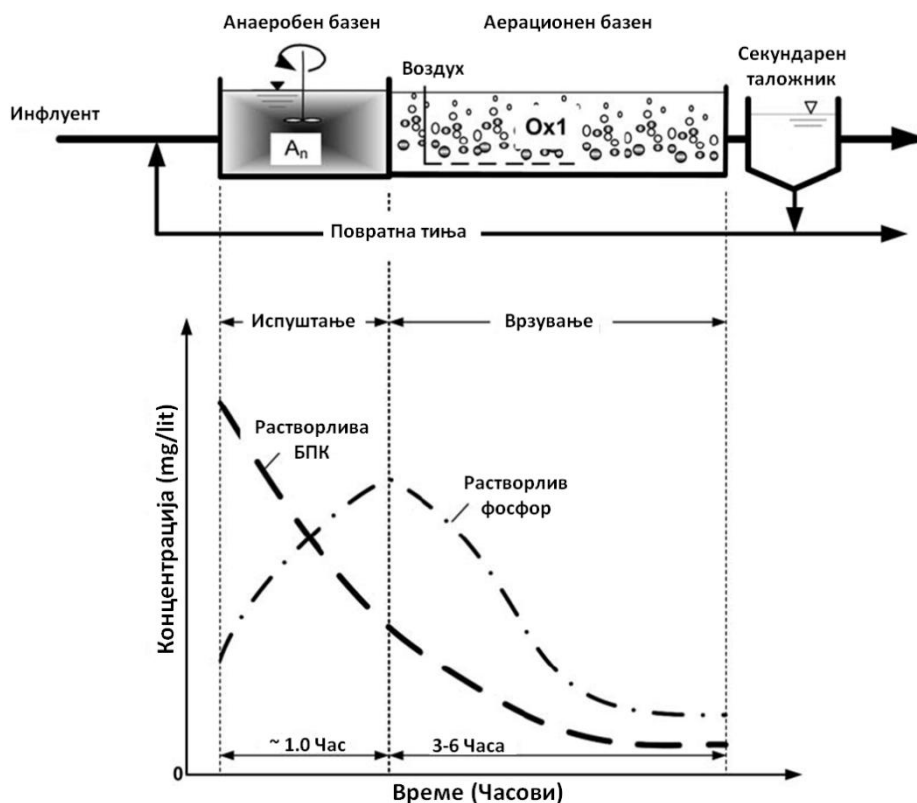 Анаеробен базен
Аерационен базен
Секундарен
таложник
Воздух
Инфлуент
An
Ox1
Повратна тиња
Испуштање
Врзување
Концентрација (mg/lit)
Растворлива
БПК
Растворлив
фосфор
~ 1.0 Час
3-6 Часа
0
Време (Часови)